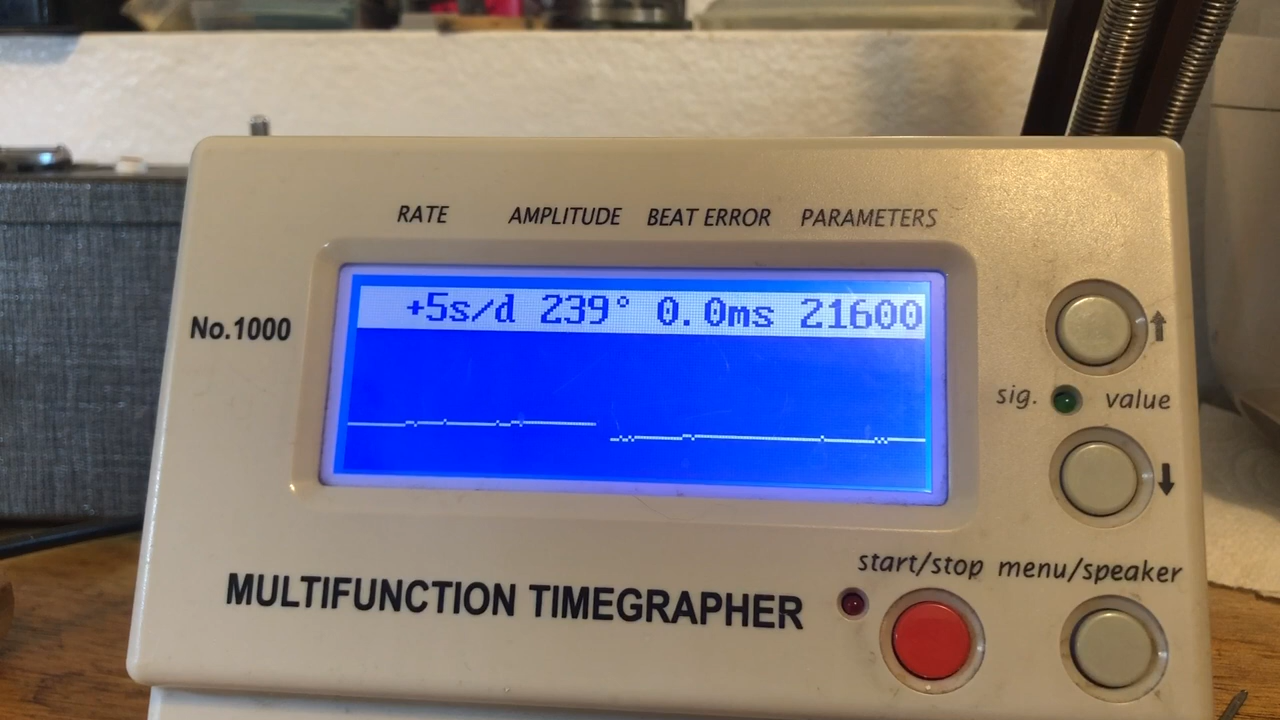 RATE AMPLITUDE BEAT ERROR PARAMETERS
+5s/d 239° 0.0ms 21600
No.1000
sig. value
start/stop menu/speaker
MULTIFUNCTION TIMEGRAPHER